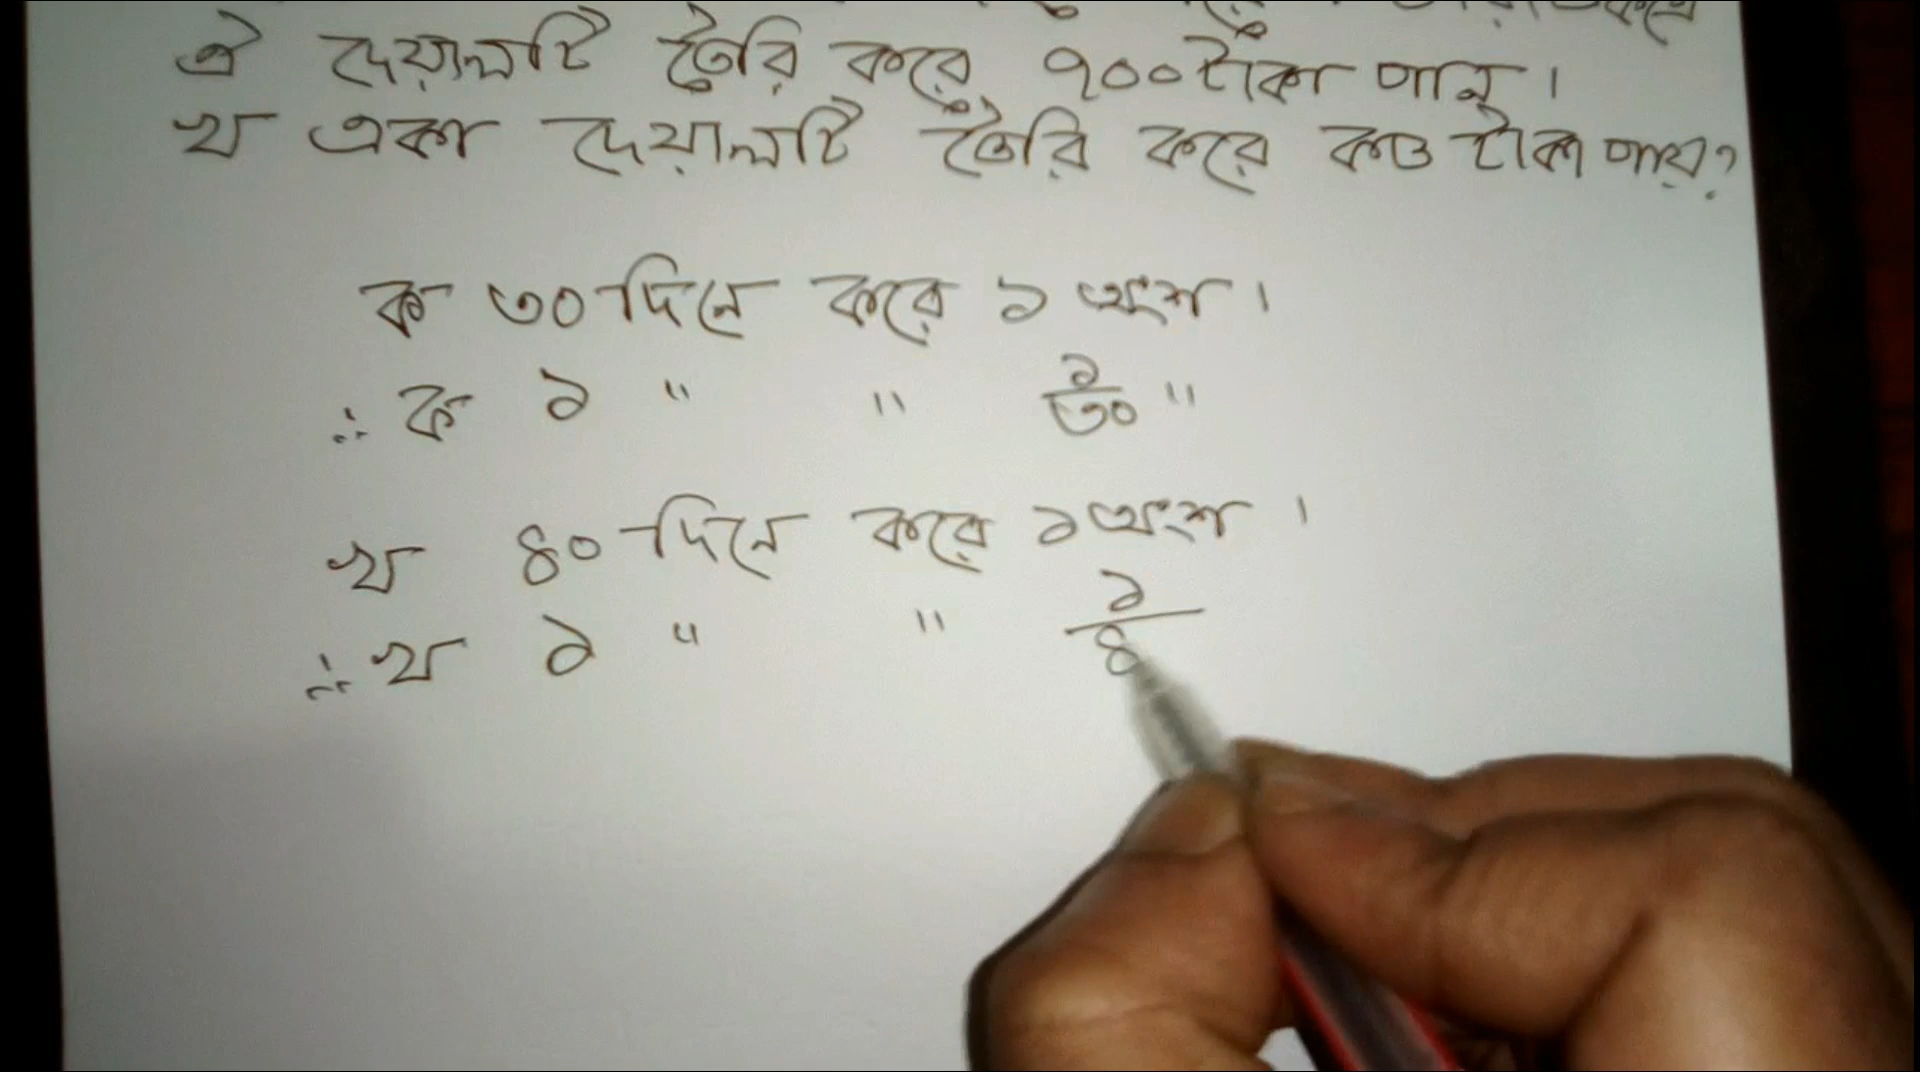 ঐ দেয়ালটি তৈরি করে ৭০০ টাকা পান।
খ একা দেয়ালটি তৈরি করে কত টাকা পায়?
ক ৩০ দিনে করে ১ অংশ।
∴ ক ১ " " ১/৩০ "
খ ৪০ দিনে করে ১ অংশ।
∴ খ ১ " " ১/৪